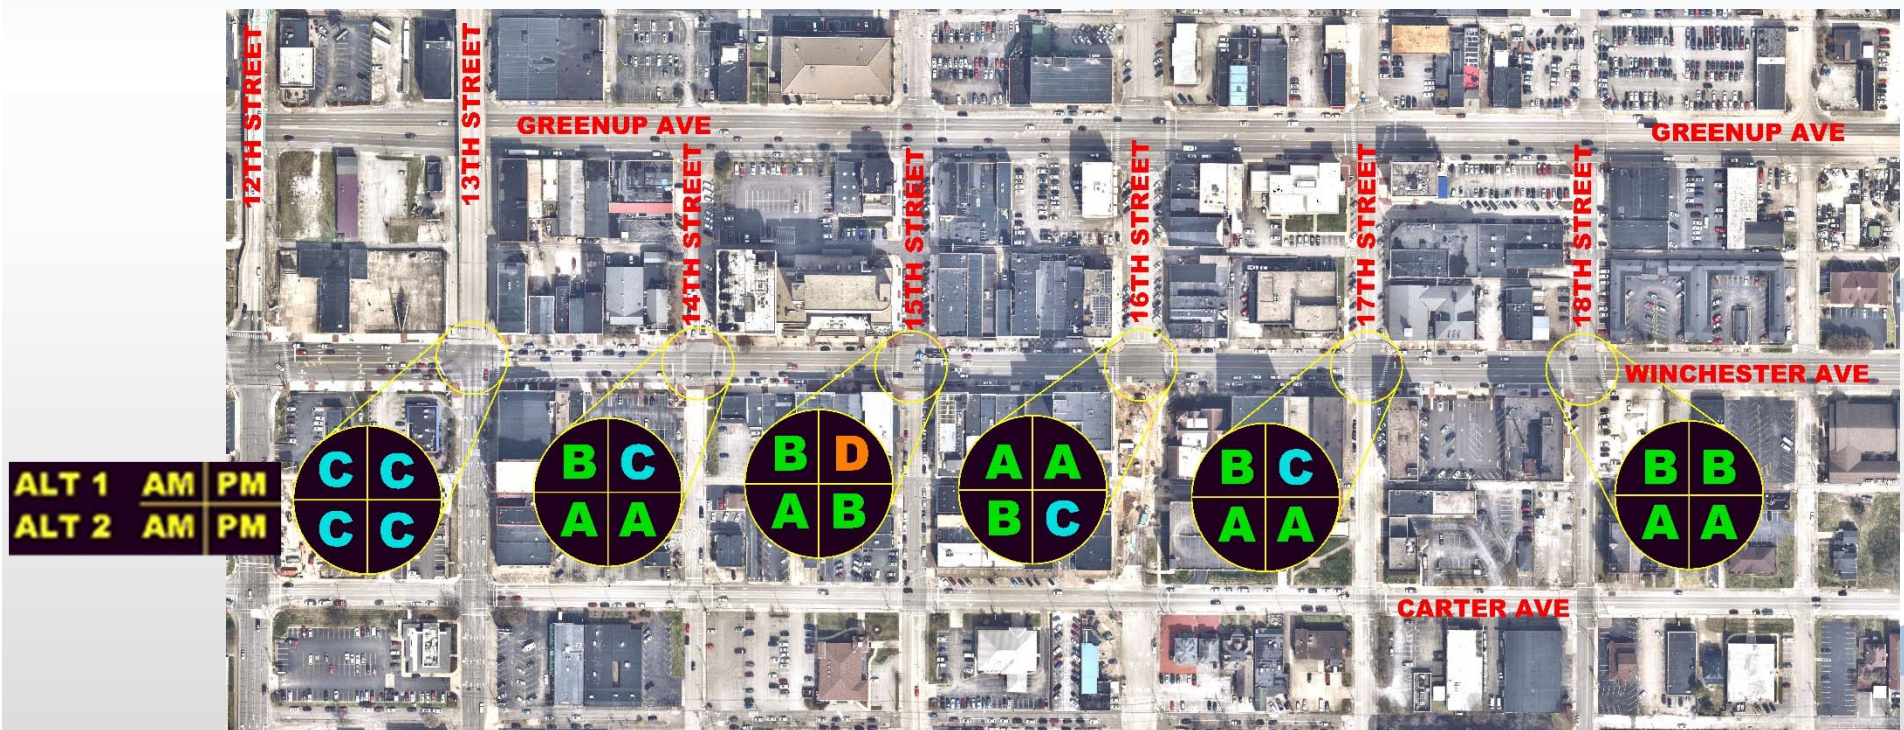 12TH STREET
13TH STREET
GREENUP AVE
GREENUP AVE
14TH STREET
15TH STREET
16TH STREET
17TH STREET
18TH STREET
WINCHESTER AVE
ALT 1 AM PM
ALT 2 AM PM
C C
C C
B C
A A
B D
A B
A A
B C
B C
A A
B B
A A
CARTER AVE